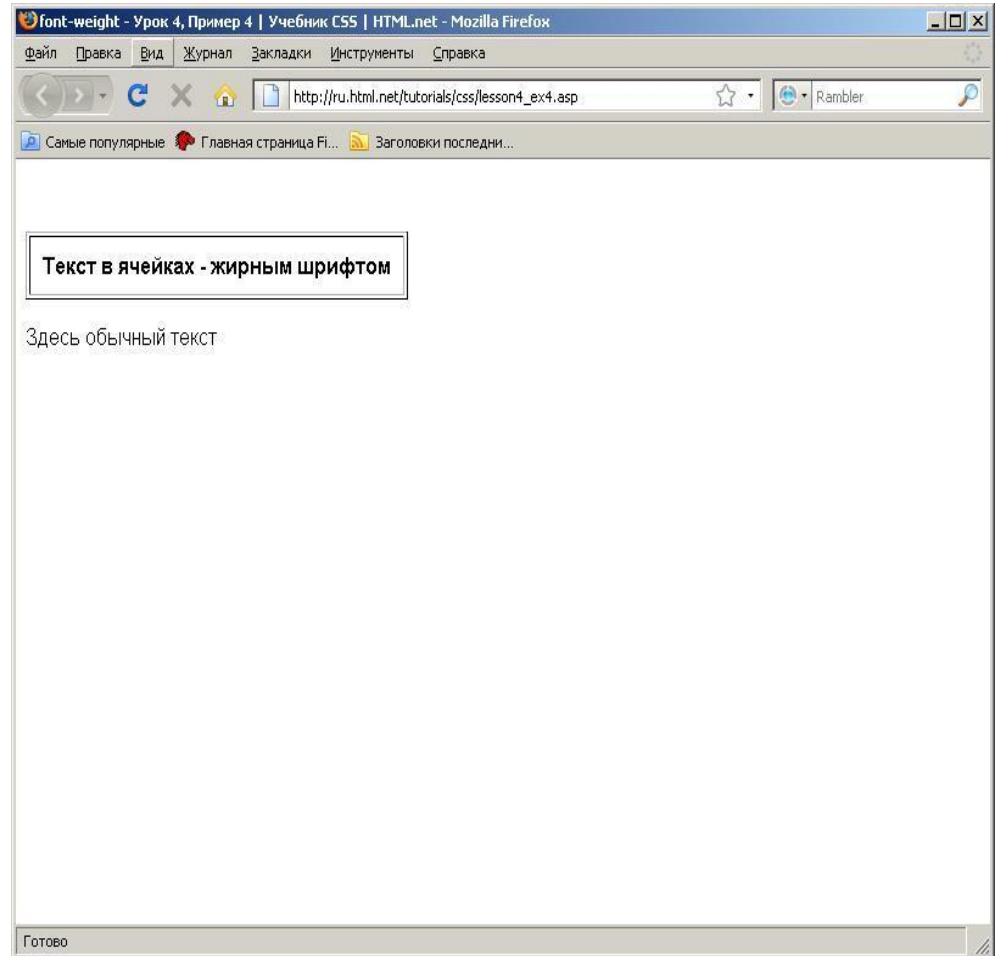 font-weight - Урок 4, Пример 4 | Учебник CSS | HTML.net - Mozilla Firefox
Файл Правка Вид Журнал Закладки Инструменты Справка
http://ru.html.net/tutorials/css/lesson4_ex4.asp Rambler
Самые популярные Главная страница Fi... Заголовки последни...
Текст в ячейках - жирным шрифтом
Здесь обычный текст
Готово